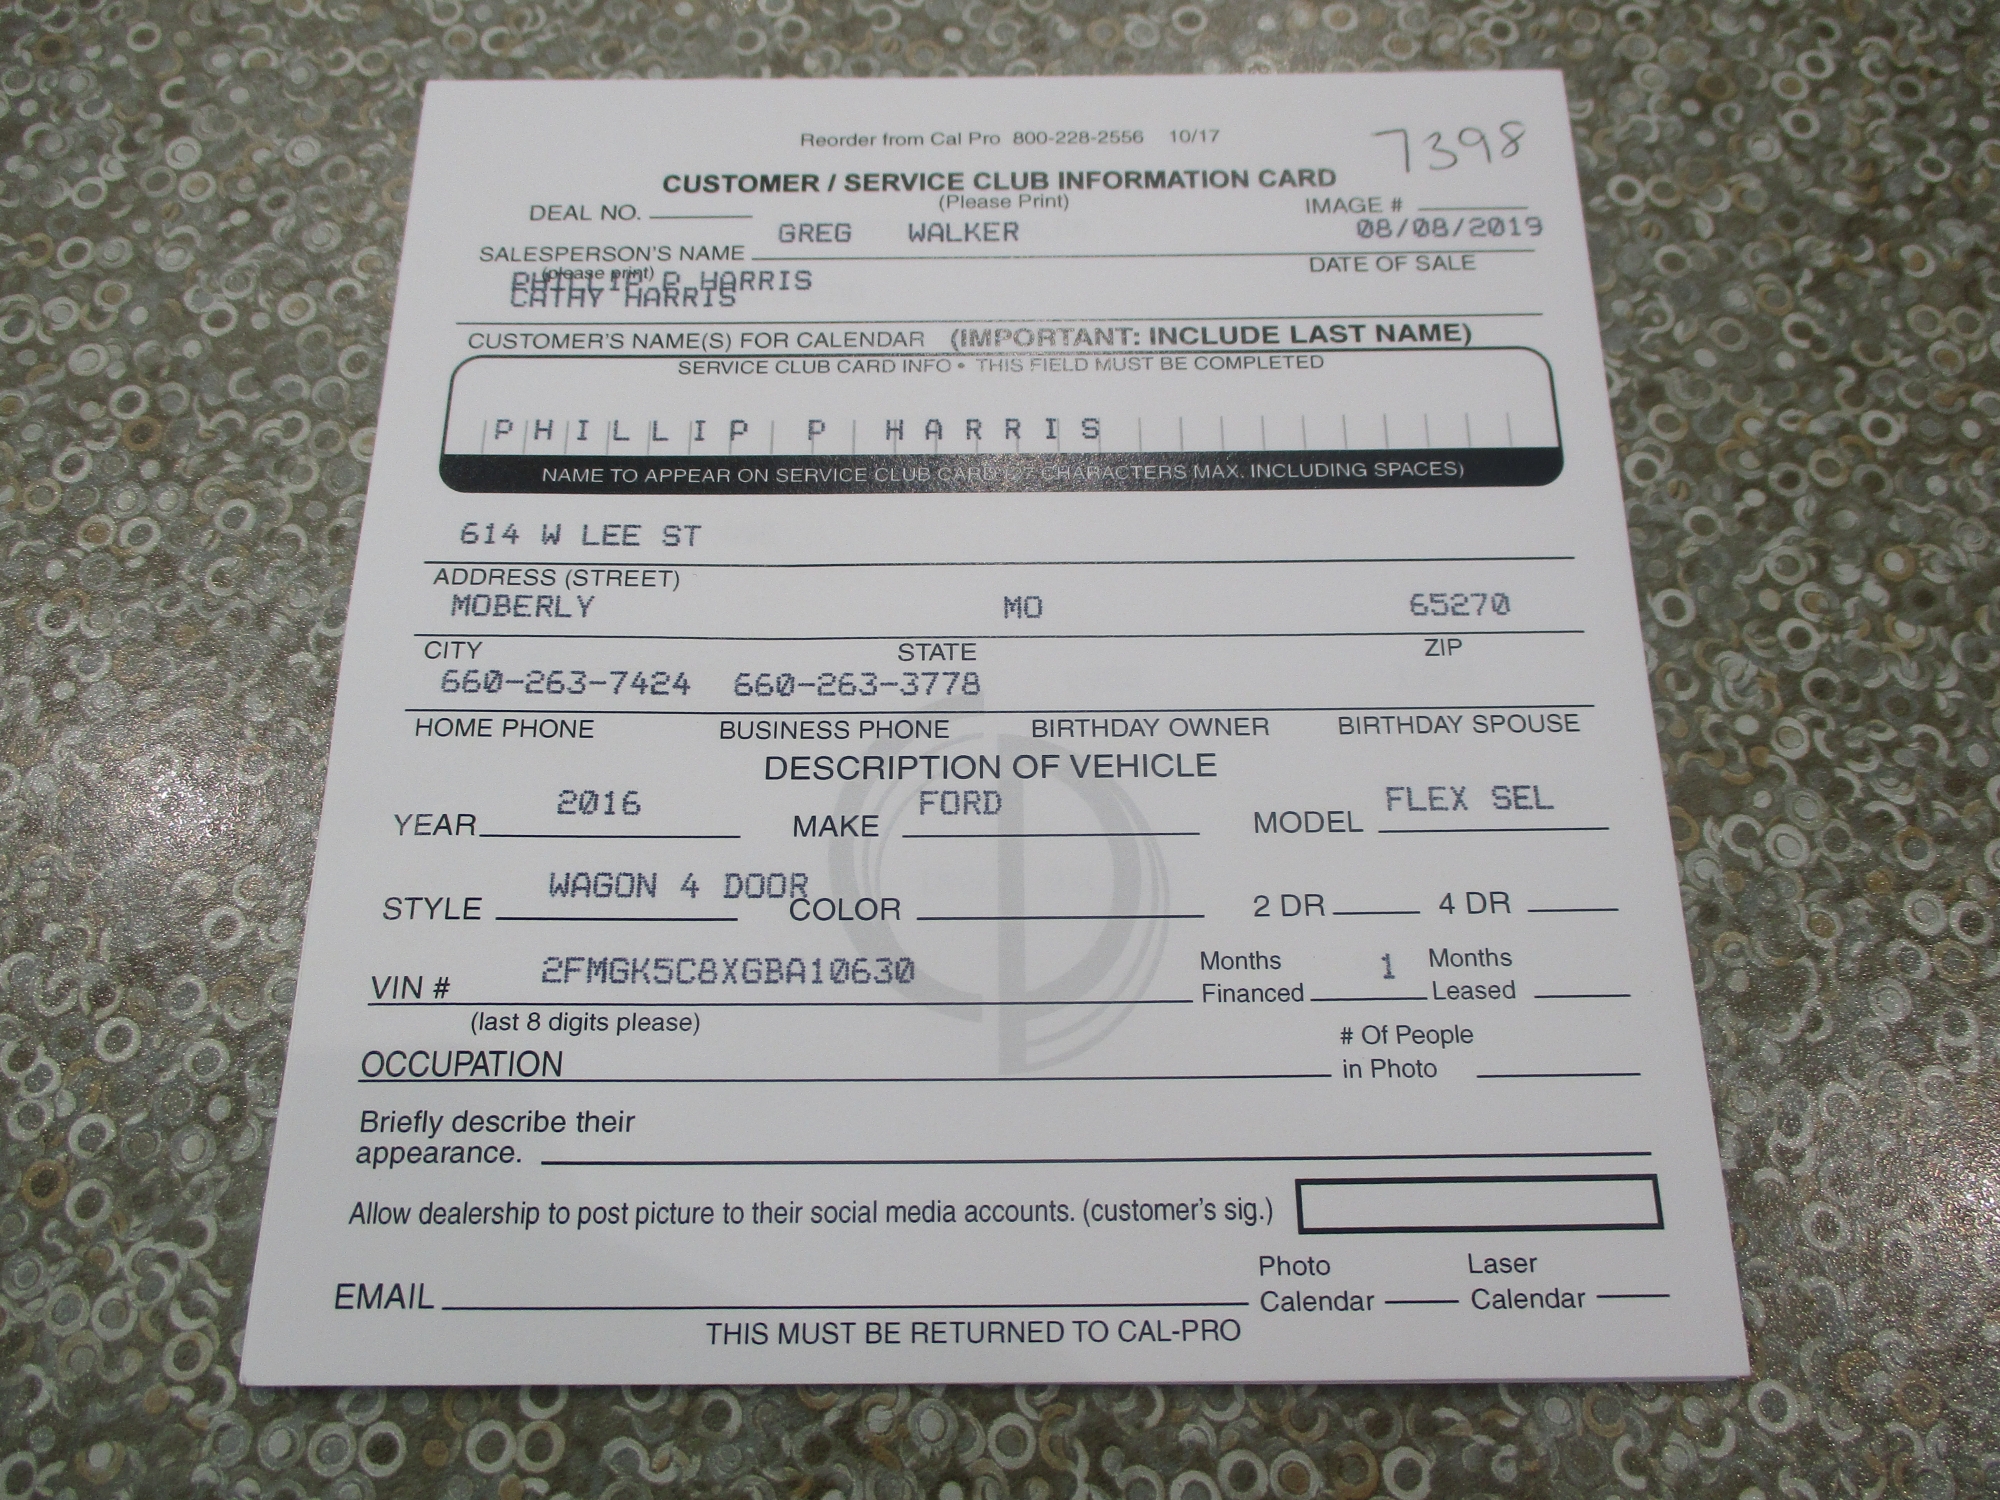 Reorder from Cal Pro 800-228-2556 10/17
7398
CUSTOMER / SERVICE CLUB INFORMATION CARD
(Please Print)
DEAL NO.
IMAGE #
GREG WALKER
08/08/2019
SALESPERSON'S NAME
DATE OF SALE
(please print)
PHILLIP P HARRIS
CATHY HARRIS
CUSTOMER'S NAME(S) FOR CALENDAR (IMPORTANT: INCLUDE LAST NAME)
SERVICE CLUB CARD INFO • THIS FIELD MUST BE COMPLETED
PHILLIP P HARRIS
NAME TO APPEAR ON SERVICE CLUB CARD (27 CHARACTERS MAX. INCLUDING SPACES)
614 W LEE ST
ADDRESS (STREET)
MOBERLY MO 65270
CITY STATE ZIP
660-263-7424 660-263-3778
HOME PHONE BUSINESS PHONE BIRTHDAY OWNER BIRTHDAY SPOUSE
DESCRIPTION OF VEHICLE
YEAR 2016 MAKE FORD MODEL FLEX SEL
STYLE WAGON 4 DOOR COLOR 2 DR 4 DR
VIN # 2FMGK5C8XGBA10630 Months Financed 1 Months Leased
(last 8 digits please)
OCCUPATION # Of People in Photo
Briefly describe their
appearance.
Allow dealership to post picture to their social media accounts. (customer's sig.)
EMAIL Photo Calendar Laser Calendar
THIS MUST BE RETURNED TO CAL-PRO